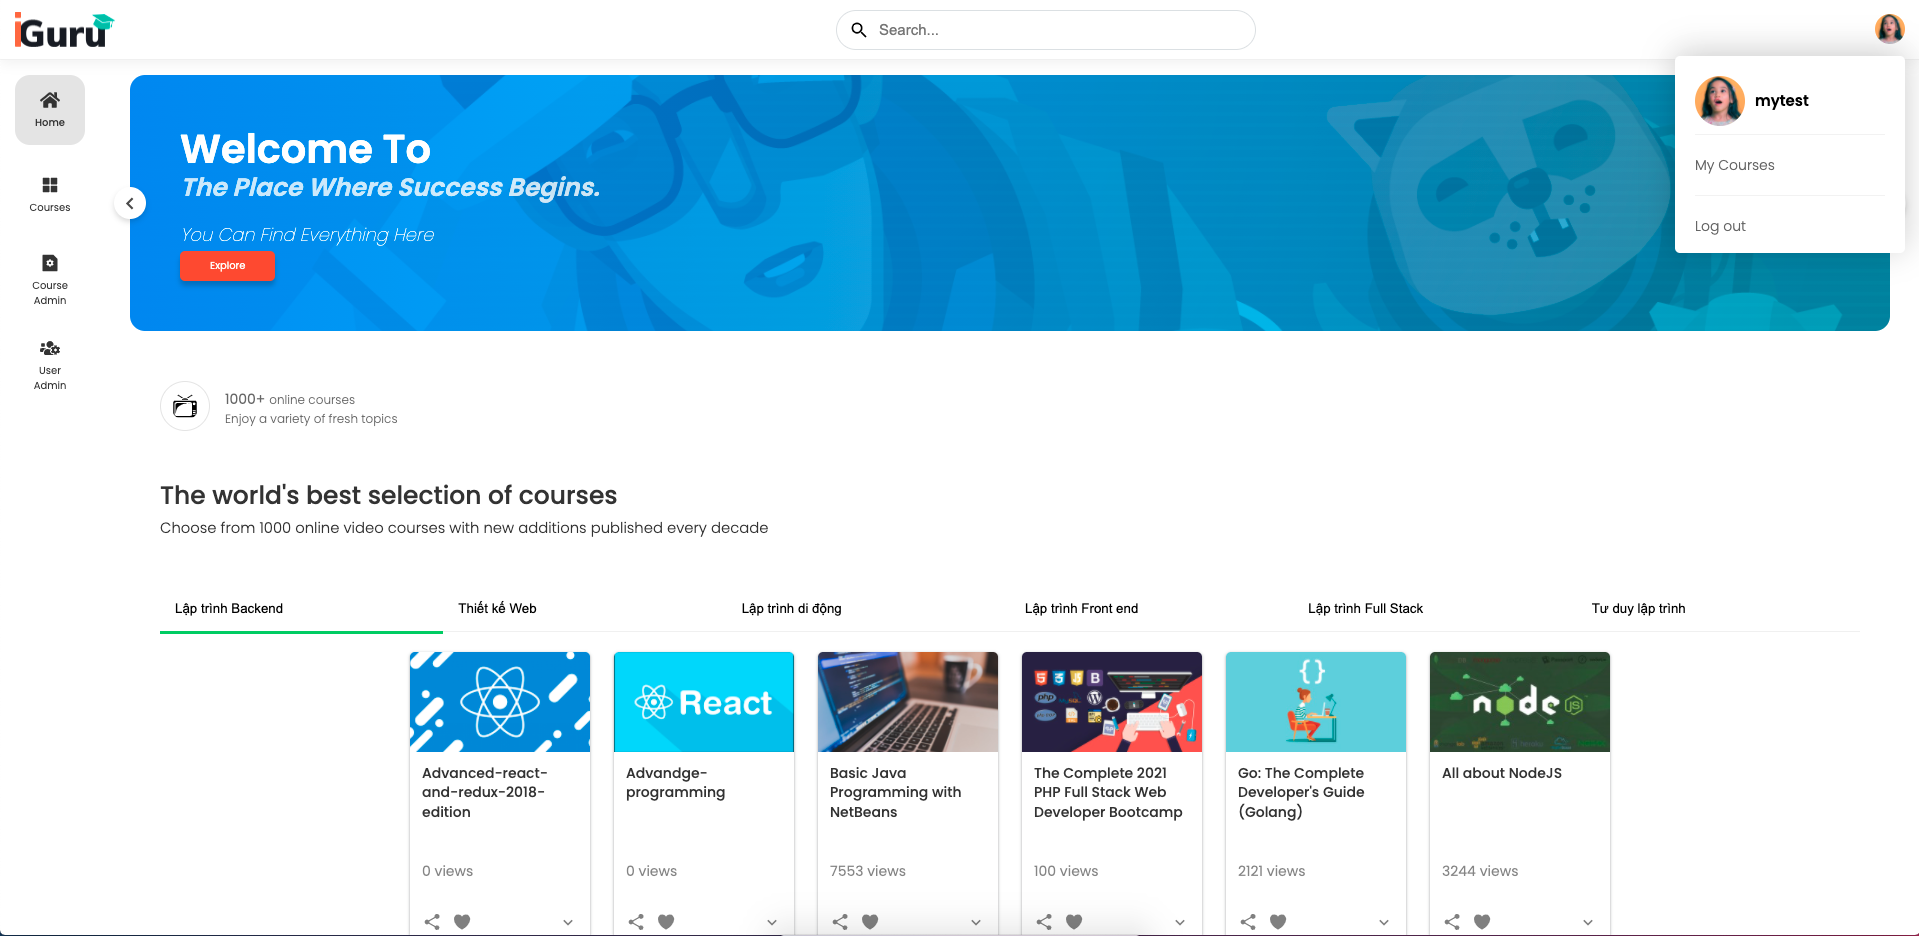 iGuru
Search...
mytest
My Courses
Log out
Home
Courses
Course
Admin
User
Admin
Welcome To
The Place Where Success Begins.
You Can Find Everything Here
Explore
1000+ online courses
Enjoy a variety of fresh topics
The world's best selection of courses
Choose from 1000 online video courses with new additions published every decade
Lập trình Backend
Thiết kế Web
Lập trình di động
Lập trình Front end
Lập trình Full Stack
Tư duy lập trình
Advanced-react-
and-redux-2018-
edition
0 views
React
Advandge-
programming
0 views
Basic Java
Programming with
NetBeans
7553 views
php
B
The Complete 2021
PHP Full Stack Web
Developer Bootcamp
100 views
{}
Go: The Complete
Developer's Guide
(Golang)
2121 views
node JS
All about NodeJS
3244 views